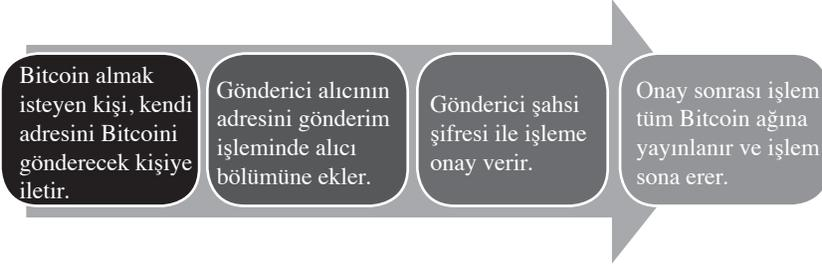 Bitcoin almak
isteyen kişi, kendi
adresini Bitcoini
gönderecek kişiye
iletir.
Gönderici alıcının
adresini gönderim
işleminde alıcı
bölümüne ekler.
Gönderici şahsi
şifresi ile işleme
onay verir.
Onay sonrası işlem
tüm Bitcoin ağına
yayınlanır ve işlem
sona erer.